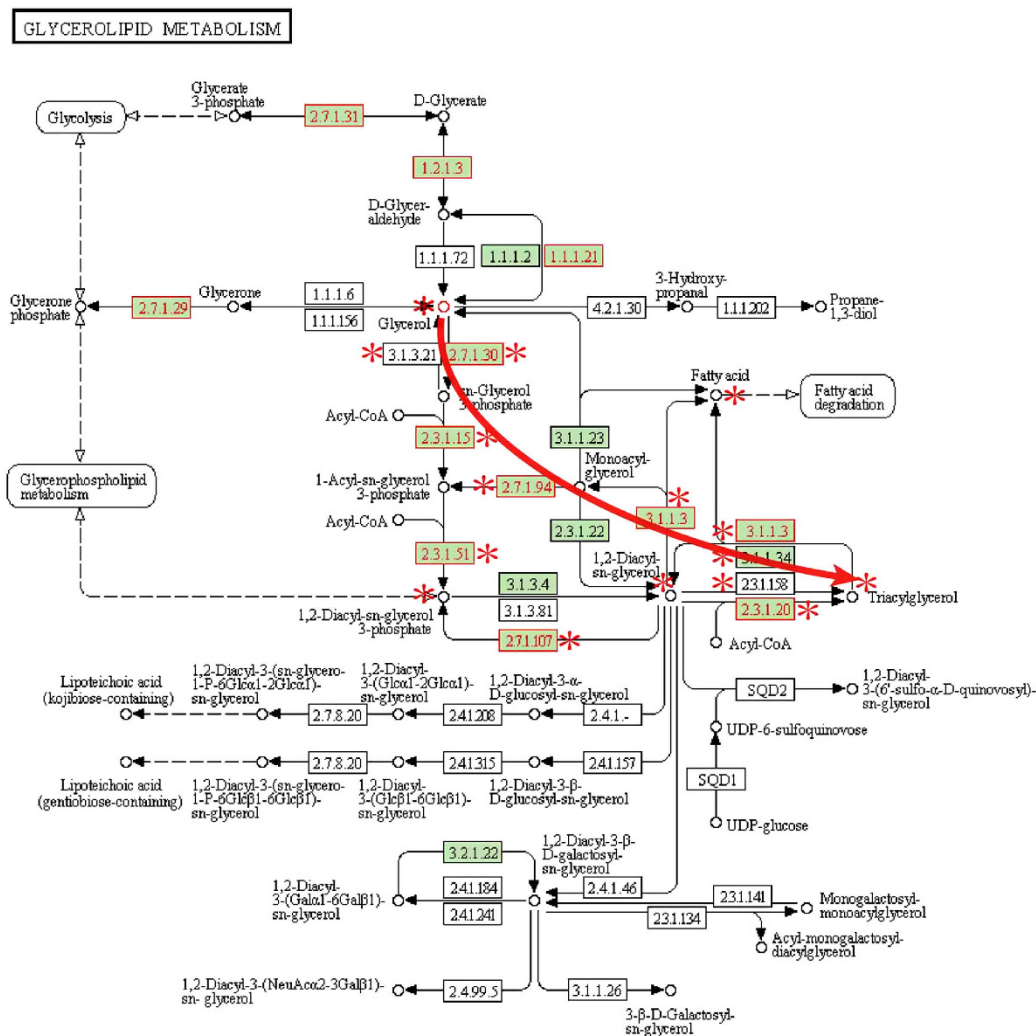 GLYCEROLIPID METABOLISM
Glycerate
3-phosphate
D-Glycerate
Glycolysis
2.7.1.31
1.2.1.3
D-Glycer-
aldehyde
1.1.1.72
1.1.1.2
1.1.1.21
3-Hydroxy-
propanal
Glycerone
phosphate
2.7.1.29
Glycerone
1.1.1.6
1.1.1.156
Glycerol
4.2.1.30
1.1.1.202
Propane-
1,3-diol
3.1.3.21
2.7.1.30
Fatty acid
Fatty acid
degradation
sn-Glycerol
3-phosphate
Acyl-CoA
2.3.1.15
3.1.1.23
Monoacyl-
glycerol
Glycerophospholipid
metabolism
1-Acyl-sn-glycerol
3-phosphate
2.7.1.94
Acyl-CoA
2.3.1.22
3.1.1.3
3.1.1.3
2.3.1.51
1,2-Diacyl-
sn-glycerol
3.1.1.34
2.3.1.158
3.1.3.4
Triacylglycerol
1,2-Diacyl-sn-glycerol
3-phosphate
3.1.3.81
2.3.1.20
2.7.1.107
Acyl-CoA
Lipoteichoic acid
(kojibiose-containing)
1,2-Diacyl-3-(sn-glycero-
1-P-6Glcα1-2Glcα1)-
sn-glycerol
1,2-Diacyl-
3-(Glcα1-2Glcα1)-
sn-glycerol
1,2-Diacyl-3-α-
D-glucosyl-sn-glycerol
SQD2
1,2-Diacyl-
3-(6'-sulfo-α-D-quinovosyl)-
sn-glycerol
2.7.8.20
2.4.1.208
2.4.1.-
UDP-6-sulfoquinovose
2.7.8.20
2.4.1.315
2.4.1.157
Lipoteichoic acid
(gentiobiose-containing)
1,2-Diacyl-3-(sn-glycero-
1-P-6Glcβ1-6Glcβ1)-
sn-glycerol
1,2-Diacyl-
3-(Glcβ1-6Glcβ1)-
sn-glycerol
1,2-Diacyl-3-β-
D-glucosyl-sn-glycerol
SQD1
UDP-glucose
3.2.1.22
1,2-Diacyl-3-β-
D-galactosyl-
sn-glycerol
1,2-Diacyl-
3-(Galα1-6Galβ1)-
sn-glycerol
2.4.1.184
2.4.1.241
2.4.1.46
2.3.1.141
2.3.1.134
Monogalactosyl-
monoacylglycerol
Acyl-monogalactosyl-
diacylglycerol
1,2-Diacyl-3-(NeuAcα2-3Galβ1)-
sn- glycerol
2.4.99.5
3.1.1.26
3-β-D-Galactosyl-
sn-glycerol